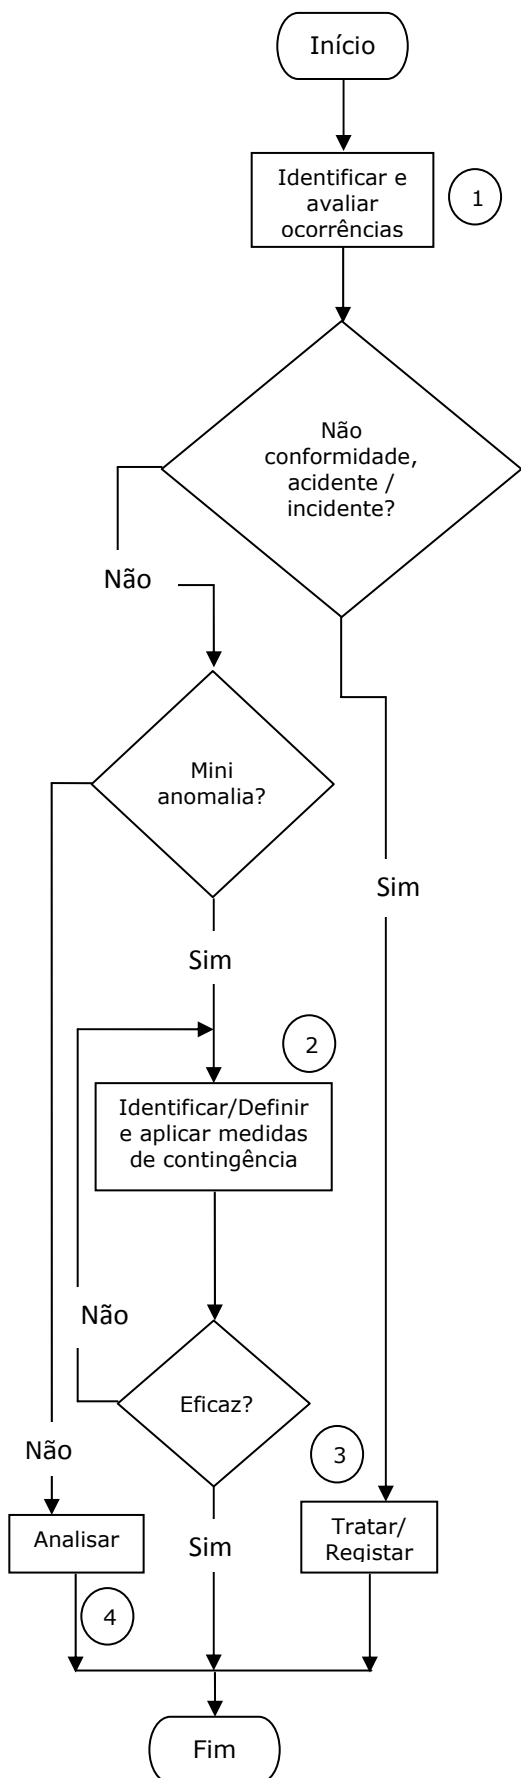 Início
Identificar e
avaliar
ocorrências
1
Não
conformidade,
acidente /
incidente?
Não
Mini
anomalia?
Sim
Sim
2
Identificar/Definir
e aplicar medidas
de contingência
Não
Eficaz?
Não
3
Analisar
Sim
Tratar/
Registar
4
Fim